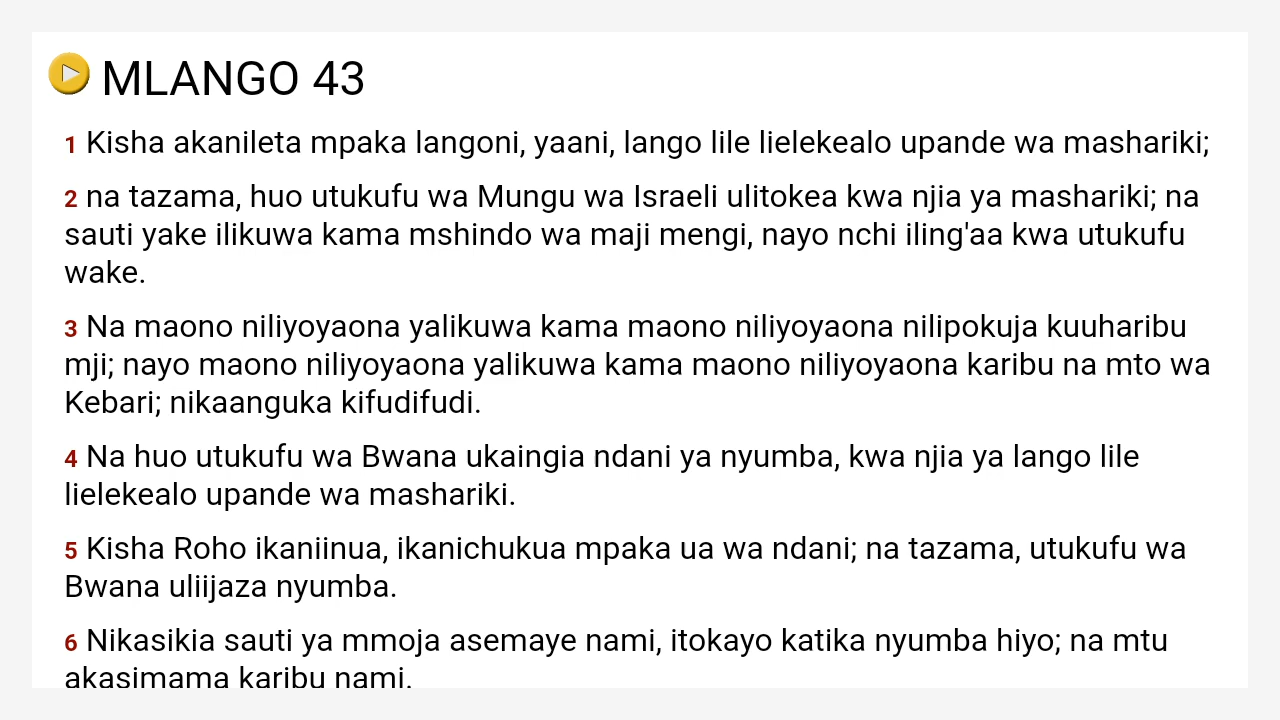 MLANGO 43
1 Kisha akanileta mpaka langoni, yaani, lango lile lielekealo upande wa mashariki;
2 na tazama, huo utukufu wa Mungu wa Israeli ulitokea kwa njia ya mashariki; na
sauti yake ilikuwa kama mshindo wa maji mengi, nayo nchi iling'aa kwa utukufu
wake.
3 Na maono niliyoyaona yalikuwa kama maono niliyoyaona nilipokuja kuuharibu
mji; nayo maono niliyoyaona yalikuwa kama maono niliyoyaona karibu na mto wa
Kebari; nikaanguka kifudifudi.
4 Na huo utukufu wa Bwana ukaingia ndani ya nyumba, kwa njia ya lango lile
lielekealo upande wa mashariki.
5 Kisha Roho ikaniinua, ikanichukua mpaka ua wa ndani; na tazama, utukufu wa
Bwana uliijaza nyumba.
6 Nikasikia sauti ya mmoja asemaye nami, itokayo katika nyumba hiyo; na mtu
akasimama karibu nami.